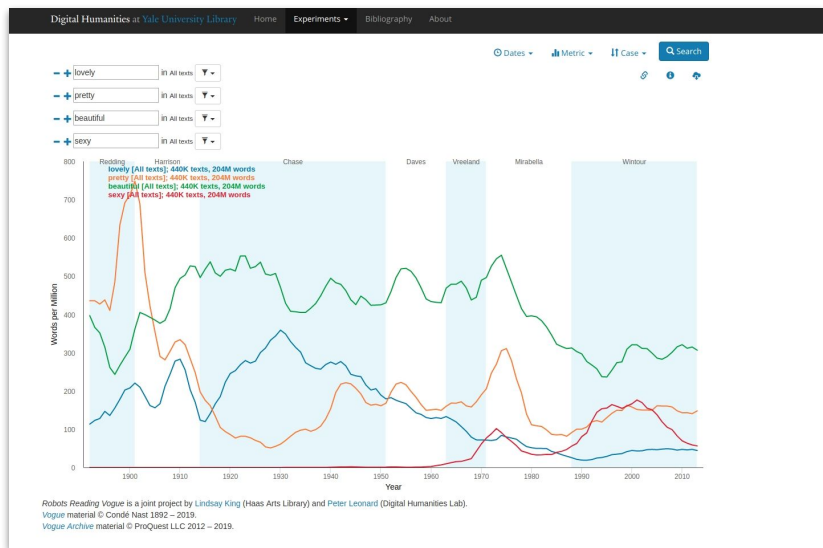 Digital Humanities at Yale University Library Home Experiments Bibliography About
Dates Metric Case Search
lovely in All texts
pretty in All texts
beautiful in All texts
sexy in All texts
800
Redding Harrison Chase Daves Vreeland Mirabella Wintour
lovely [All texts]; 440K texts, 204M words
pretty [All texts]; 440K texts, 204M words
beautiful [All texts]; 440K texts, 204M words
sexy [All texts]; 440K texts, 204M words
700
600
500
400
300
200
100
0
Words per Million
1900 1910 1920 1930 1940 1950 1960 1970 1980 1990 2000 2010
Year
Robots Reading Vogue is a joint project by Lindsay King (Haas Arts Library) and Peter Leonard (Digital Humanities Lab).
Vogue material © Condé Nast 1892 – 2019.
Vogue Archive material © ProQuest LLC 2012 – 2019.